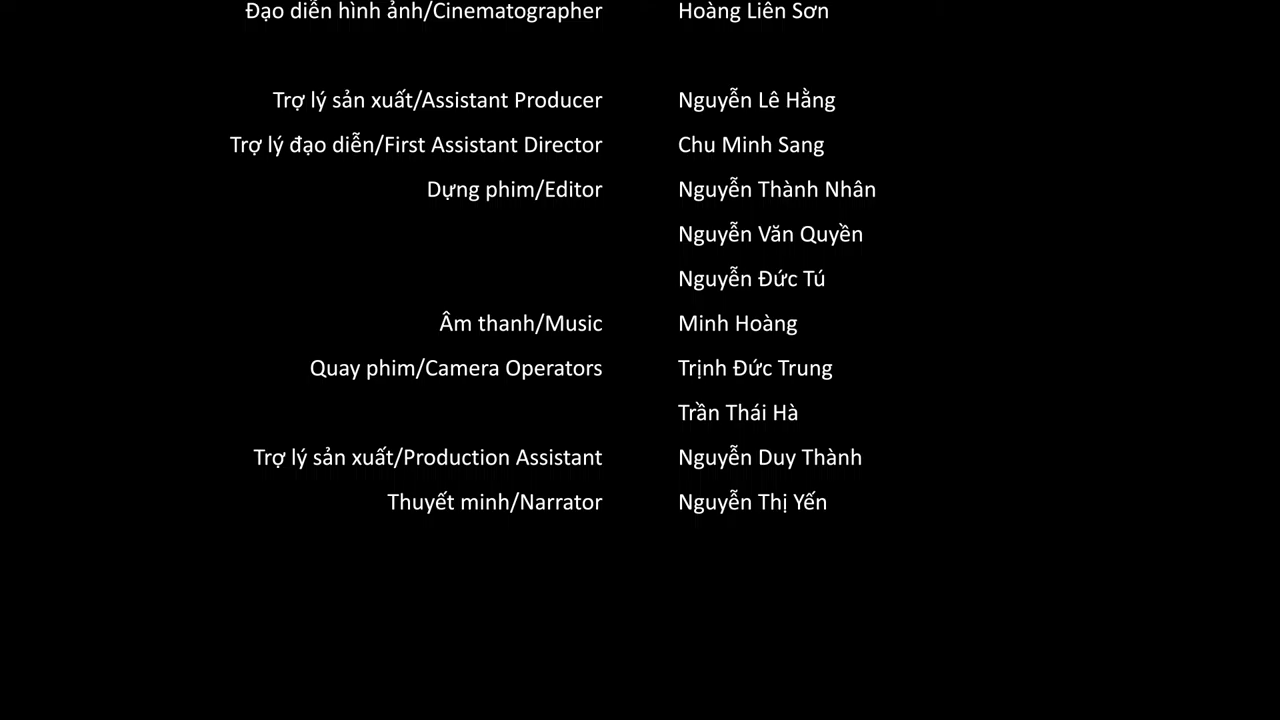 Đạo diễn hình ảnh/Cinematographer Hoàng Liên Sơn
Trợ lý sản xuất/Assistant Producer Nguyễn Lê Hằng
Trợ lý đạo diễn/First Assistant Director Chu Minh Sang
Dựng phim/Editor Nguyễn Thành Nhân
Nguyễn Văn Quyền
Nguyễn Đức Tú
Âm thanh/Music Minh Hoàng
Quay phim/Camera Operators Trịnh Đức Trung
Trần Thái Hà
Trợ lý sản xuất/Production Assistant Nguyễn Duy Thành
Thuyết minh/Narrator Nguyễn Thị Yến